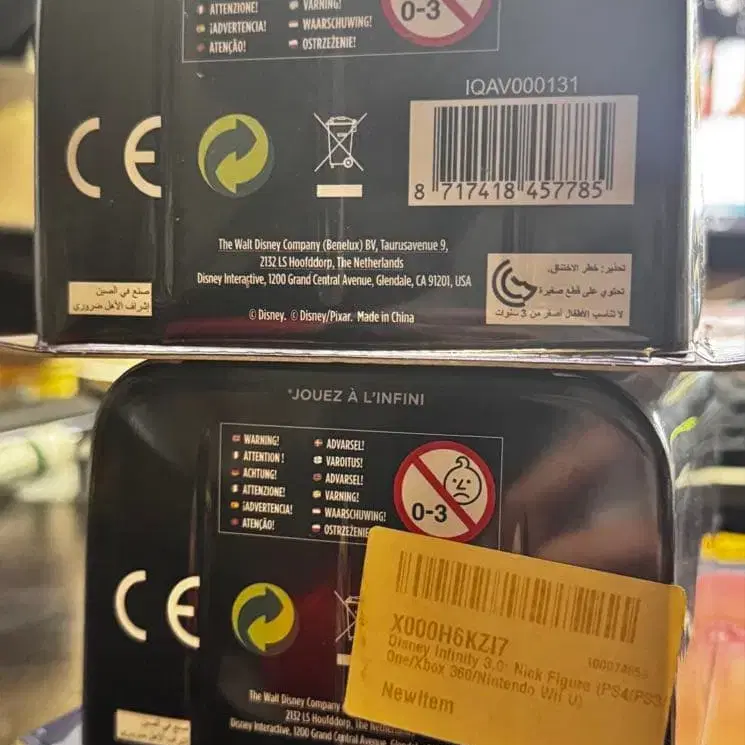 ATTENZIONE!
VARNING!
¡ADVERTENCIA!
WAARSCHUWING!
ATENÇÃO!
OSTRZEŻENIE!
0-3
IQAV000131
CE
8 717418 457785
The Walt Disney Company (Benelux) BV, Taurusavenue 9,
2132 LS Hoofddorp, The Netherlands
Disney Interactive, 1200 Grand Central Avenue, Glendale, CA 91201, USA
© Disney. © Disney/Pixar. Made in China
صنع في الصين
إشراف الأهل ضروري
تحذير: خطر الاختناق.
تحتوي على قطع صغيرة
لا تناسب الأطفال أصغر من 3 سنوات
*JOUEZ À L'INFINI
WARNING!
ADVARSEL!
ATTENTION!
VAROITUS!
ACHTUNG!
ADVARSEL!
ATTENZIONE!
VARNING!
¡ADVERTENCIA!
WAARSCHUWING!
ATENÇÃO!
OSTRZEŻENIE
0-3
CE
X000H6KZI7
Disney Infinity 3.0: Nick Figure (PS4/PS3/
One/Xbox 360/Nintendo Wii U)
NewItem
The Walt Disney Company
2132 LS Hoofddorp, The
Disney Interactive, 1200 Grand Central Avenue,
صنع في الصين